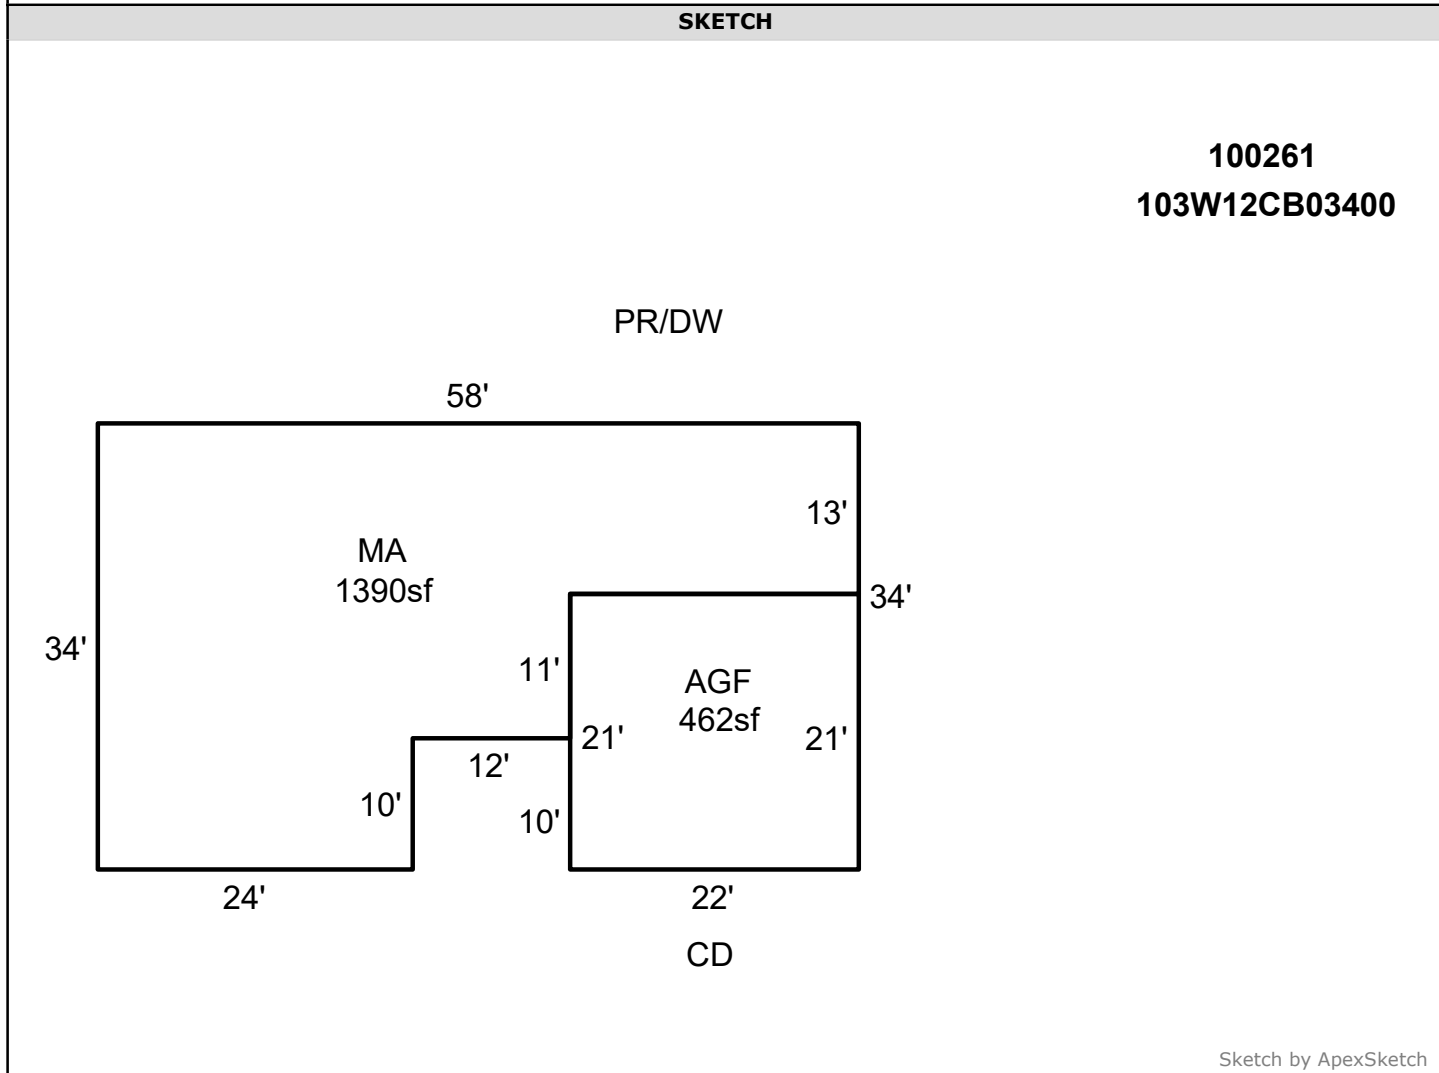 SKETCH
100261
103W12CB03400
PR/DW
58'
13'
MA
1390sf
34'
34'
11'
AGF
462sf
21'
21'
12'
10'
10'
24'
22'
CD
Sketch by ApexSketch